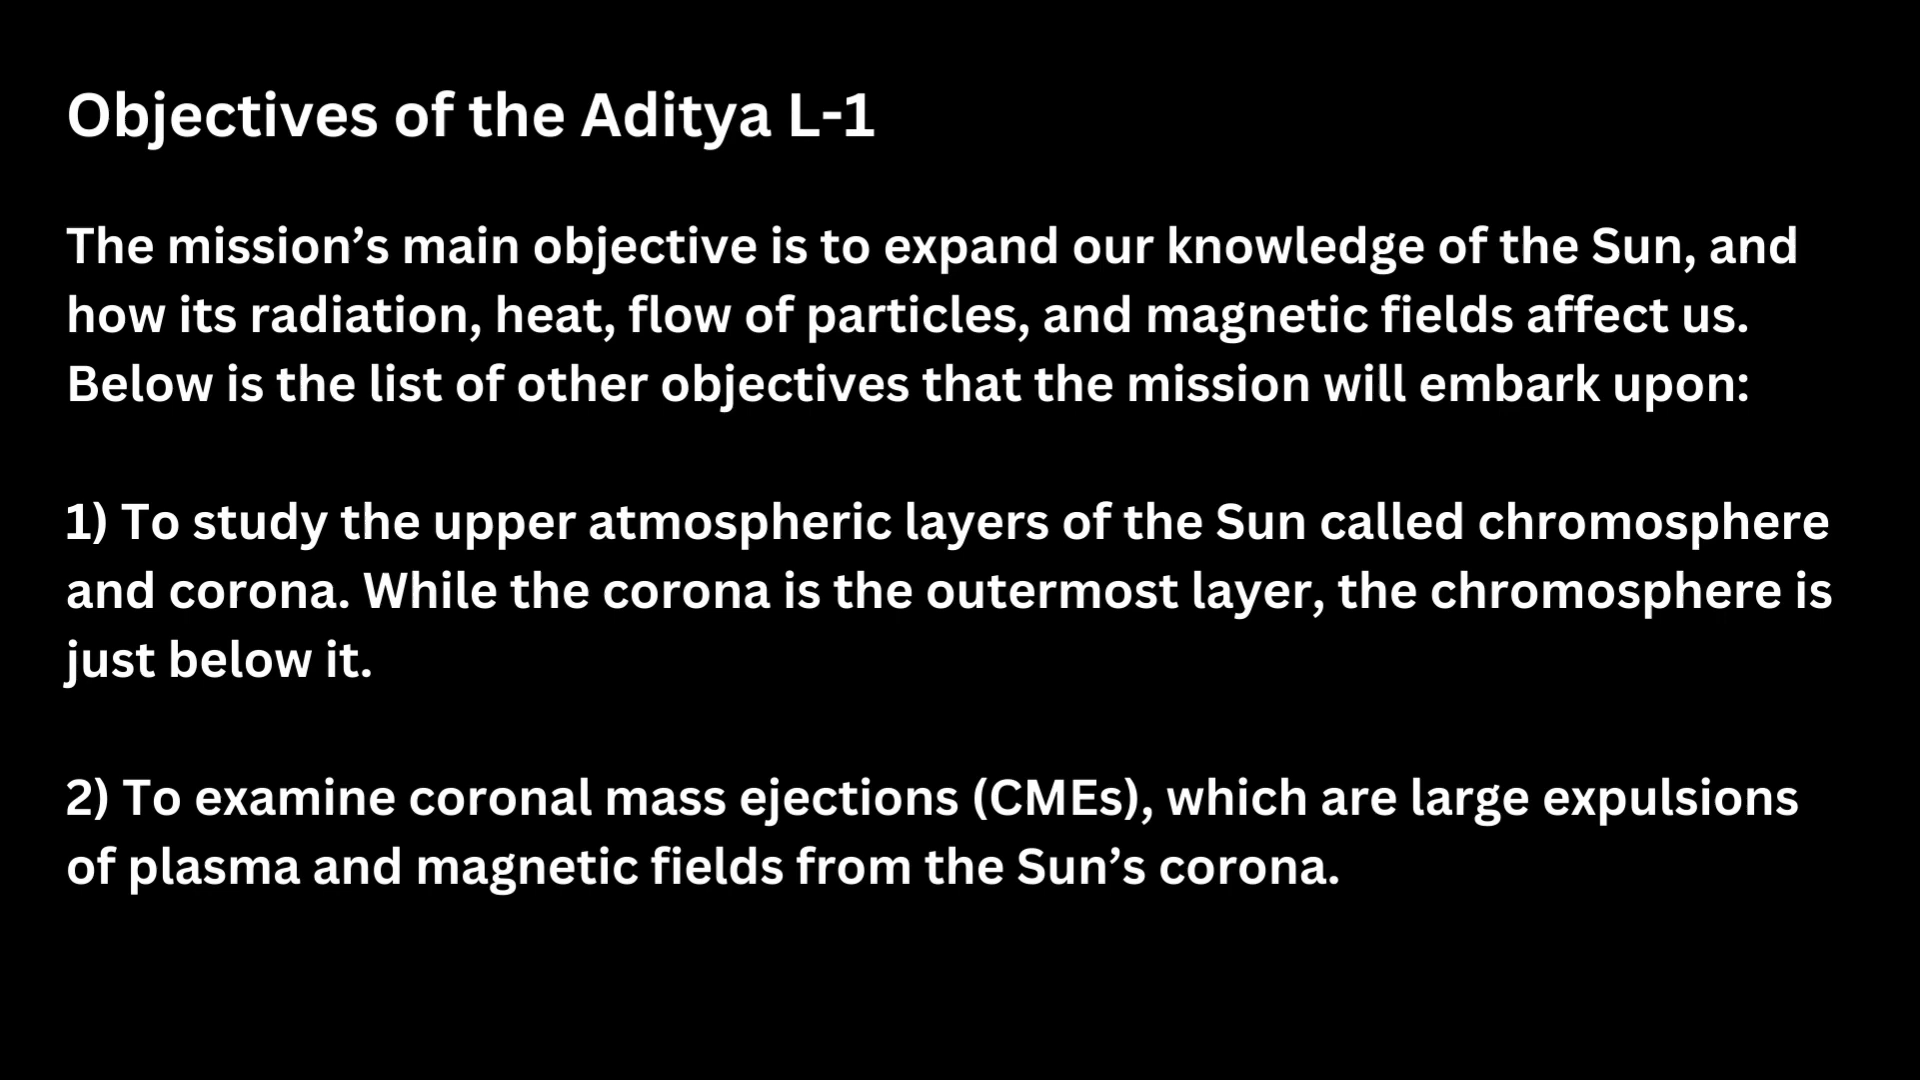 Objectives of the Aditya L-1
The mission’s main objective is to expand our knowledge of the Sun, and
how its radiation, heat, flow of particles, and magnetic fields affect us.
Below is the list of other objectives that the mission will embark upon:
1) To study the upper atmospheric layers of the Sun called chromosphere
and corona. While the corona is the outermost layer, the chromosphere is
just below it.
2) To examine coronal mass ejections (CMEs), which are large expulsions
of plasma and magnetic fields from the Sun’s corona.